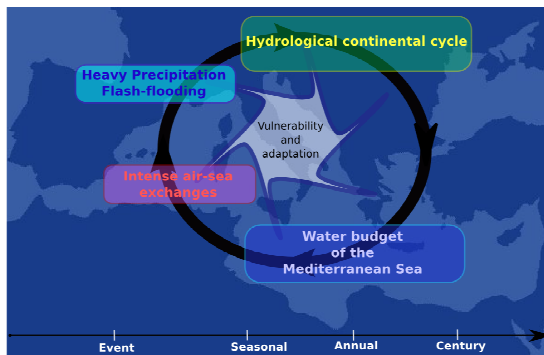 Hydrological continental cycle
Heavy Precipitation
Flash-flooding
Vulnerability
and
adaptation
Intense air-sea
exchanges
Water budget
of the
Mediterranean Sea
Event
Seasonal
Annual
Century